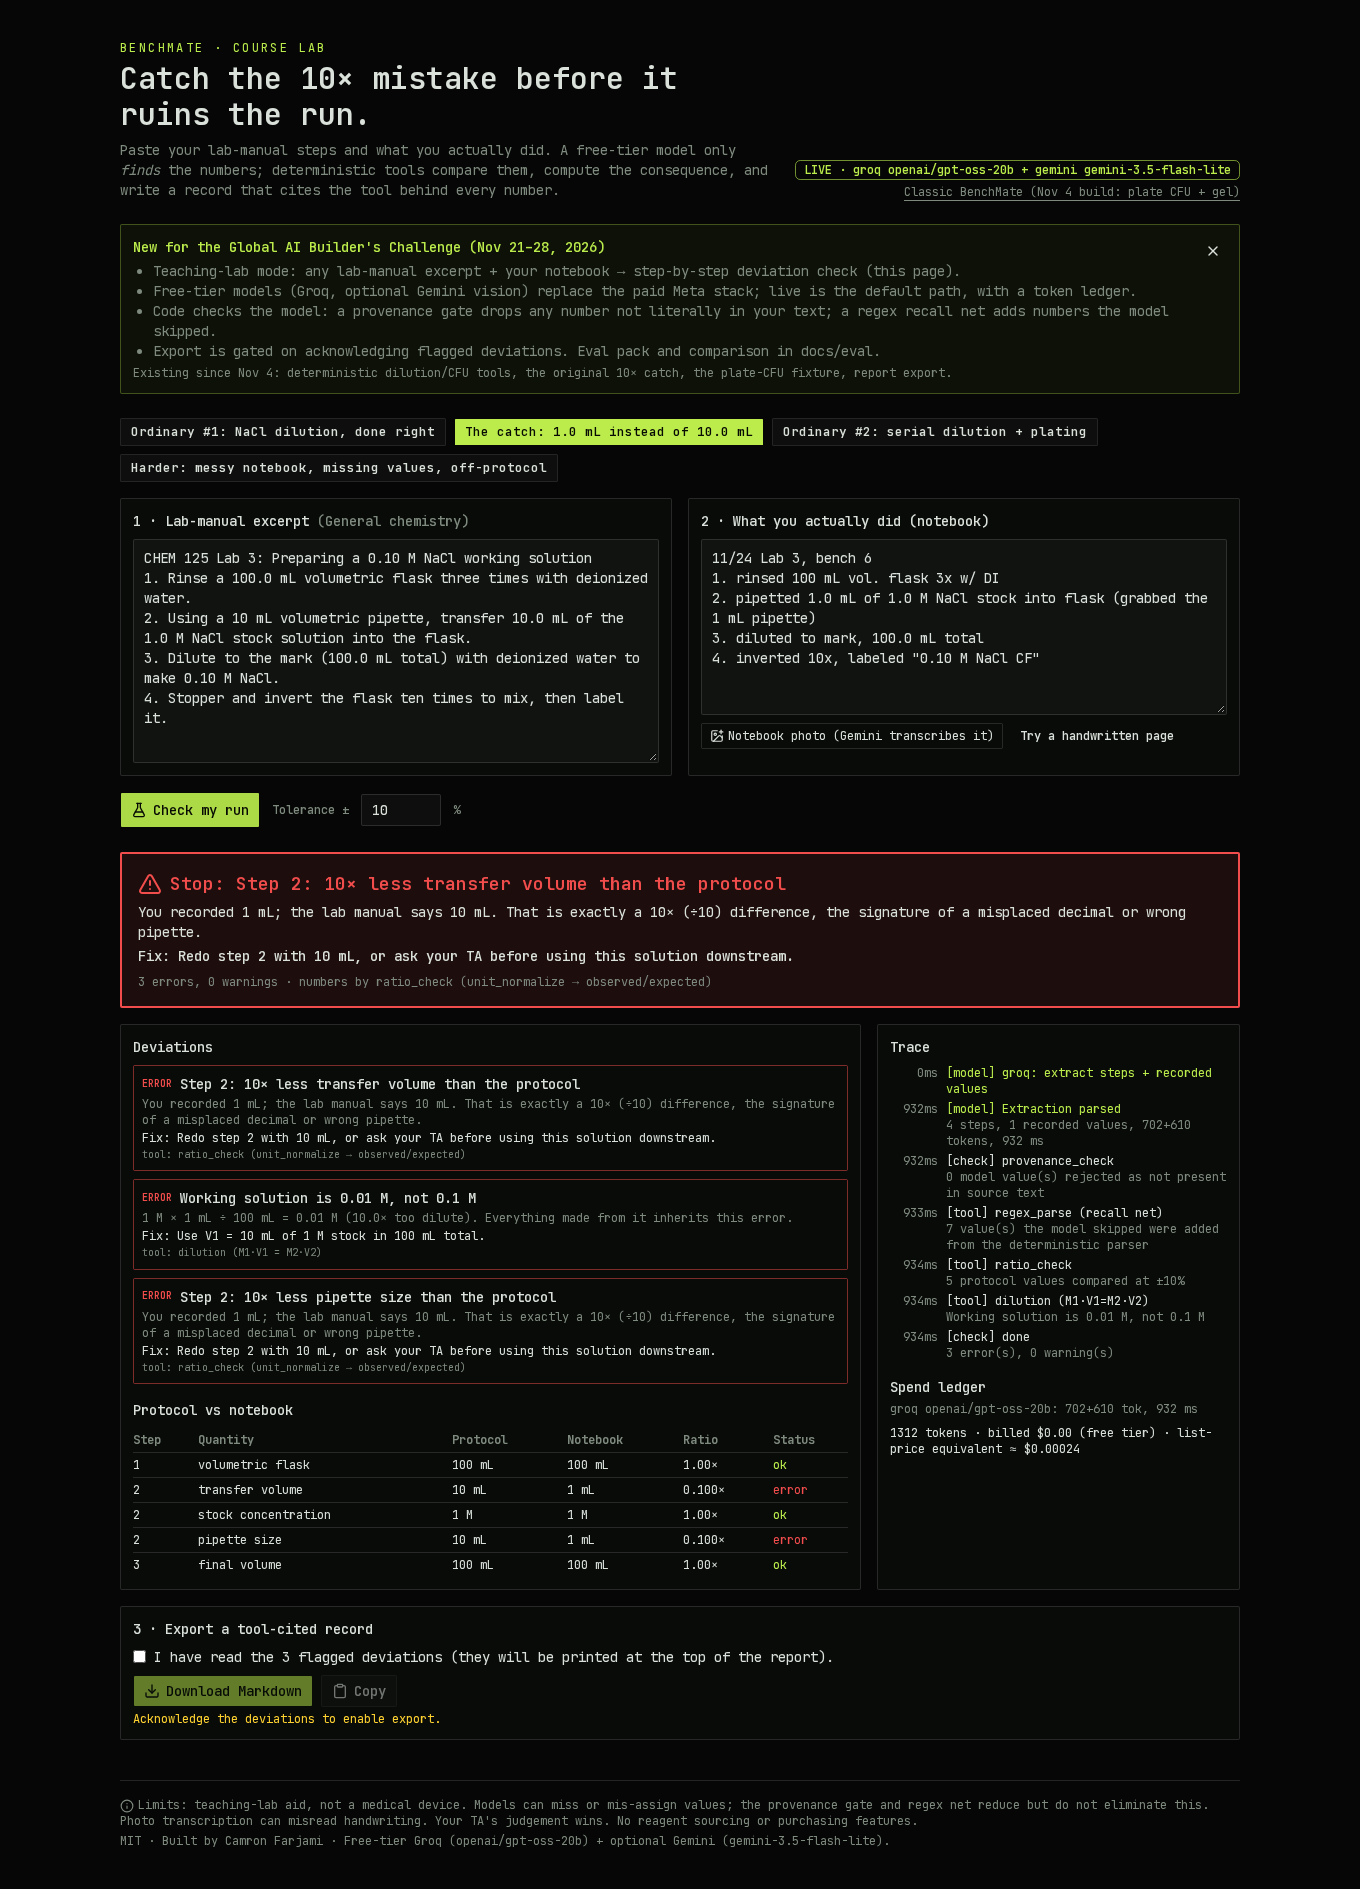 BENCHMATE · COURSE LAB
Catch the 10× mistake before it
ruins the run.
Paste your lab-manual steps and what you actually did. A free-tier model only
finds the numbers; deterministic tools compare them, compute the consequence, and
write a record that cites the tool behind every number.
LIVE · groq openai/gpt-oss-20b + gemini gemini-3.5-flash-lite
Classic BenchMate (Nov 4 build: plate CFU + gel)
New for the Global AI Builder's Challenge (Nov 21–28, 2026)
• Teaching-lab mode: any lab-manual excerpt + your notebook → step-by-step deviation check (this page).
• Free-tier models (Groq, optional Gemini vision) replace the paid Meta stack; live is the default path, with a token ledger.
• Code checks the model: a provenance gate drops any number not literally in your text; a regex recall net adds numbers the model
skipped.
• Export is gated on acknowledging flagged deviations. Eval pack and comparison in docs/eval.
Existing since Nov 4: deterministic dilution/CFU tools, the original 10× catch, the plate-CFU fixture, report export.
Ordinary #1: NaCl dilution, done right
The catch: 1.0 mL instead of 10.0 mL
Ordinary #2: serial dilution + plating
Harder: messy notebook, missing values, off-protocol
1 · Lab-manual excerpt (General chemistry)
CHEM 125 Lab 3: Preparing a 0.10 M NaCl working solution
1. Rinse a 100.0 mL volumetric flask three times with deionized
water.
2. Using a 10 mL volumetric pipette, transfer 10.0 mL of the
1.0 M NaCl stock solution into the flask.
3. Dilute to the mark (100.0 mL total) with deionized water to
make 0.10 M NaCl.
4. Stopper and invert the flask ten times to mix, then label
it.
2 · What you actually did (notebook)
11/24 Lab 3, bench 6
1. rinsed 100 mL vol. flask 3x w/ DI
2. pipetted 1.0 mL of 1.0 M NaCl stock into flask (grabbed the
1 mL pipette)
3. diluted to mark, 100.0 mL total
4. inverted 10x, labeled "0.10 M NaCl CF"
Notebook photo (Gemini transcribes it)
Try a handwritten page
Check my run
Tolerance ±
10
%
Stop: Step 2: 10× less transfer volume than the protocol
You recorded 1 mL; the lab manual says 10 mL. That is exactly a 10× (÷10) difference, the signature of a misplaced decimal or wrong
pipette.
Fix: Redo step 2 with 10 mL, or ask your TA before using this solution downstream.
3 errors, 0 warnings · numbers by ratio_check (unit_normalize → observed/expected)
Deviations
ERROR Step 2: 10× less transfer volume than the protocol
You recorded 1 mL; the lab manual says 10 mL. That is exactly a 10× (÷10) difference, the signature
of a misplaced decimal or wrong pipette.
Fix: Redo step 2 with 10 mL, or ask your TA before using this solution downstream.
tool: ratio_check (unit_normalize → observed/expected)
ERROR Working solution is 0.01 M, not 0.1 M
1 M × 1 mL ÷ 100 mL = 0.01 M (10.0× too dilute). Everything made from it inherits this error.
Fix: Use V1 = 10 mL of 1 M stock in 100 mL total.
tool: dilution (M1·V1 = M2·V2)
ERROR Step 2: 10× less pipette size than the protocol
You recorded 1 mL; the lab manual says 10 mL. That is exactly a 10× (÷10) difference, the signature
of a misplaced decimal or wrong pipette.
Fix: Redo step 2 with 10 mL, or ask your TA before using this solution downstream.
tool: ratio_check (unit_normalize → observed/expected)
Protocol vs notebook
Step Quantity Protocol Notebook Ratio Status
1 volumetric flask 100 mL 100 mL 1.00× ok
2 transfer volume 10 mL 1 mL 0.100× error
2 stock concentration 1 M 1 M 1.00× ok
2 pipette size 10 mL 1 mL 0.100× error
3 final volume 100 mL 100 mL 1.00× ok
Trace
0ms [model] groq: extract steps + recorded
values
932ms [model] Extraction parsed
4 steps, 1 recorded values, 702+610
tokens, 932 ms
932ms [check] provenance_check
0 model value(s) rejected as not present
in source text
933ms [tool] regex_parse (recall net)
7 value(s) the model skipped were added
from the deterministic parser
934ms [tool] ratio_check
5 protocol values compared at ±10%
934ms [tool] dilution (M1·V1=M2·V2)
Working solution is 0.01 M, not 0.1 M
934ms [check] done
3 error(s), 0 warning(s)
Spend ledger
groq openai/gpt-oss-20b: 702+610 tok, 932 ms
1312 tokens · billed $0.00 (free tier) · list-
price equivalent ≈ $0.00024
3 · Export a tool-cited record
I have read the 3 flagged deviations (they will be printed at the top of the report).
Download Markdown
Copy
Acknowledge the deviations to enable export.
Limits: teaching-lab aid, not a medical device. Models can miss or mis-assign values; the provenance gate and regex net reduce but do not eliminate this.
Photo transcription can misread handwriting. Your TA's judgement wins. No reagent sourcing or purchasing features.
MIT · Built by Camron Farjami · Free-tier Groq (openai/gpt-oss-20b) + optional Gemini (gemini-3.5-flash-lite).